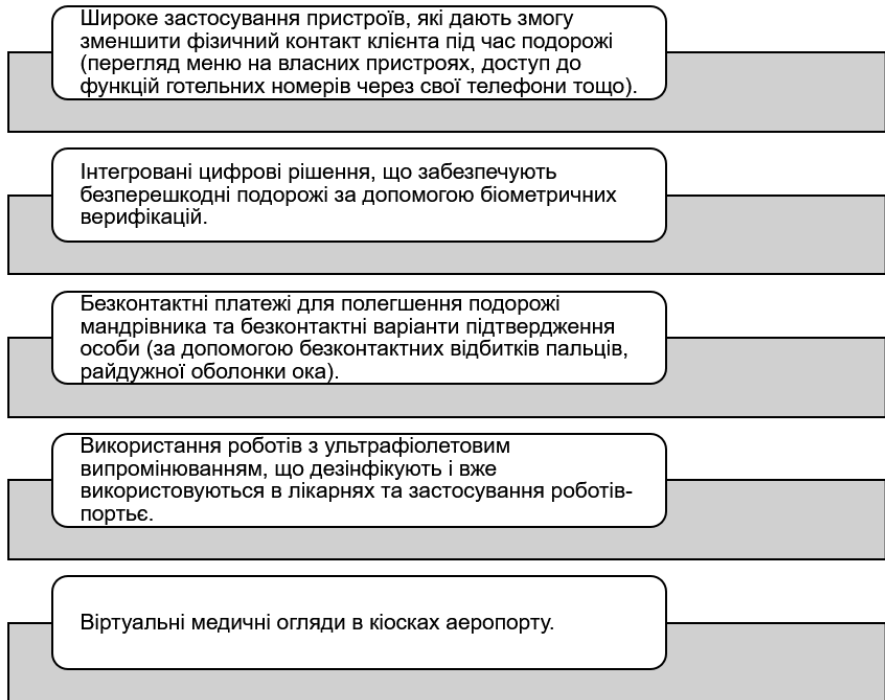 Широке застосування пристроїв, які дають змогу
зменшити фізичний контакт клієнта під час подорожі
(перегляд меню на власних пристроях, доступ до
функцій готельних номерів через свої телефони тощо).
Інтегровані цифрові рішення, що забезпечують
безперешкодні подорожі за допомогою біометричних
верифікацій.
Безконтактні платежі для полегшення подорожі
мандрівника та безконтактні варіанти підтвердження
особи (за допомогою безконтактних відбитків пальців,
райдужної оболонки ока).
Використання роботів з ультрафіолетовим
випромінюванням, що дезінфікують і вже
використовуються в лікарнях та застосування роботів-
портьє.
Віртуальні медичні огляди в кіосках аеропорту.